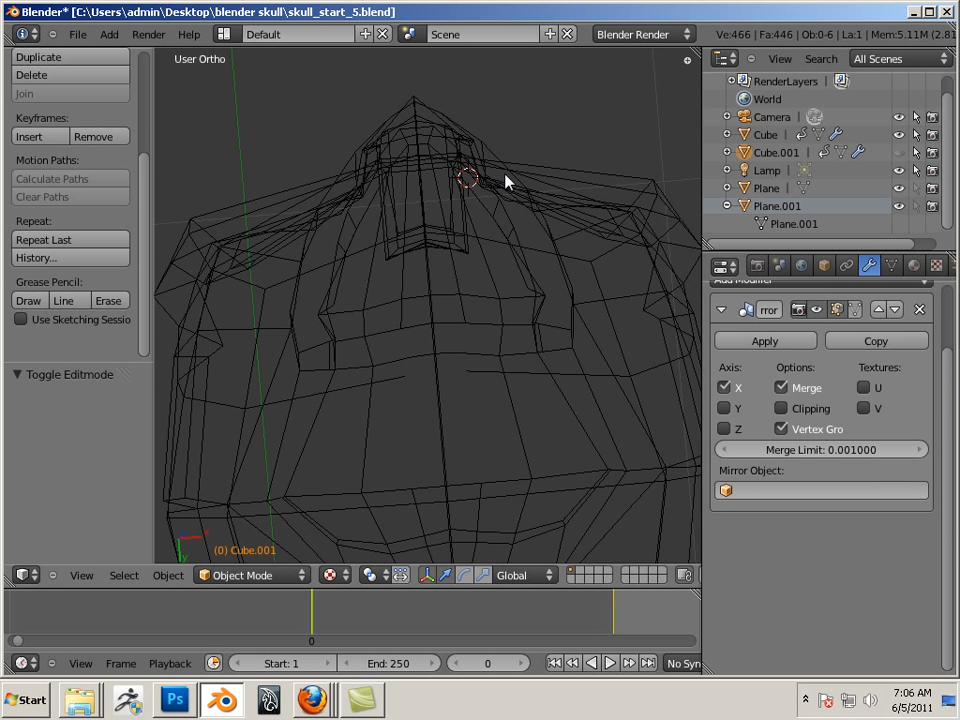 Blender* [C:\Users\admin\Desktop\blender skull\skull_start_5.blend]
File Add Render Help Default Scene Blender Render Ve:466 | Fa:446 | Ob:0-6 | La:1 | Mem:5.11M (2.81
Duplicate
Delete
Join
Keyframes:
Insert Remove
Motion Paths:
Calculate Paths
Clear Paths
Repeat:
Repeat Last
History...
Grease Pencil:
Draw Line Erase
Use Sketching Sessio
Toggle Editmode
User Ortho
x
y
(0) Cube.001
View Select Object Object Mode Global
0
View Frame Playback Start: 1 End: 250 0 No Syn
View Search All Scenes
RenderLayers |
World
Camera |
Cube |
Cube.001 |
Lamp |
Plane |
Plane.001
Plane.001
Add Modifier
rror
Apply Copy
Axis: Options: Textures:
X Merge U
Y Clipping V
Z Vertex Gro
Merge Limit: 0.001000
Mirror Object:
Start Ps 7:06 AM
6/5/2011